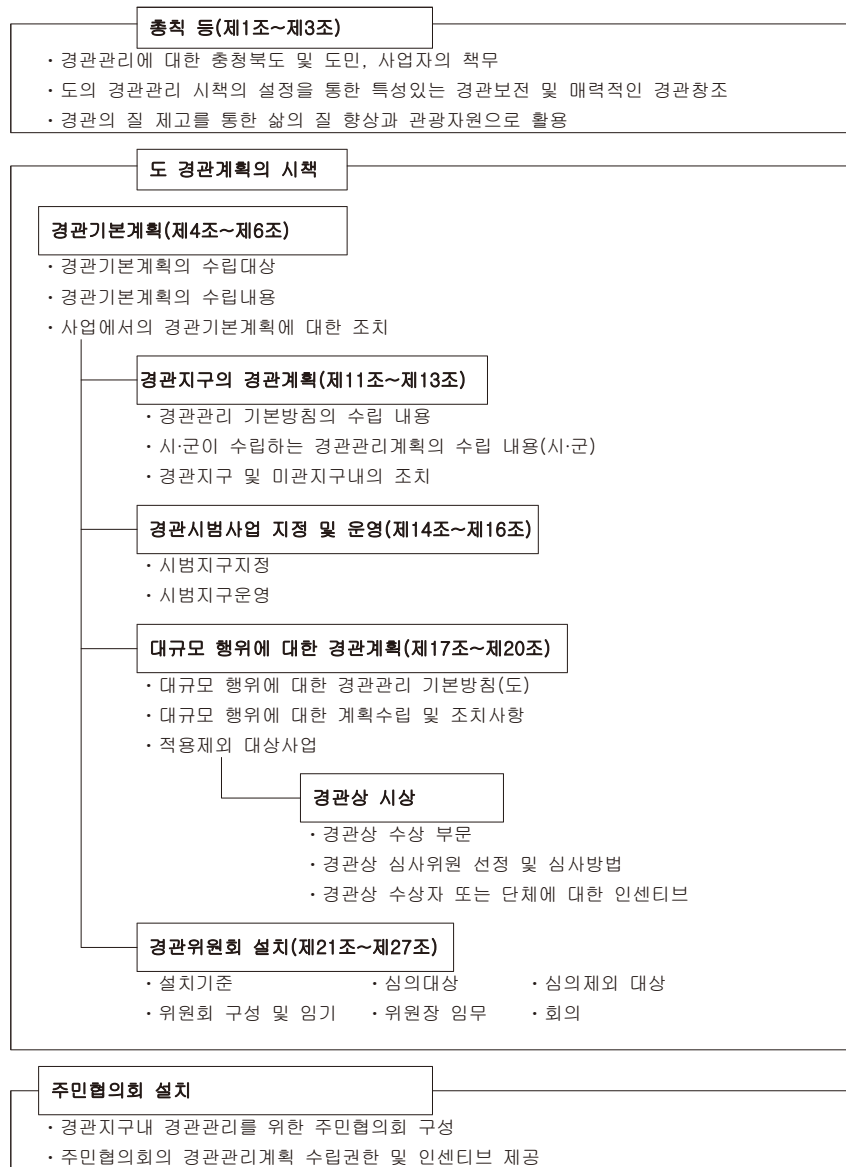 총칙 등(제1조~제3조)
· 경관관리에 대한 충청북도 및 도민, 사업자의 책무
· 도의 경관관리 시책의 설정을 통한 특성있는 경관보전 및 매력적인 경관창조
· 경관의 질 제고를 통한 삶의 질 향상과 관광자원으로 활용
도 경관계획의 시책
경관기본계획(제4조~제6조)
· 경관기본계획의 수립대상
· 경관기본계획의 수립내용
· 사업에서의 경관기본계획에 대한 조치
경관지구의 경관계획(제11조~제13조)
· 경관관리 기본방침의 수립 내용
· 시·군이 수립하는 경관관리계획의 수립 내용(시·군)
· 경관지구 및 미관지구내의 조치
경관시범사업 지정 및 운영(제14조~제16조)
· 시범지구지정
· 시범지구운영
대규모 행위에 대한 경관계획(제17조~제20조)
· 대규모 행위에 대한 경관관리 기본방침(도)
· 대규모 행위에 대한 계획수립 및 조치사항
· 적용제외 대상사업
경관상 시상
· 경관상 수상 부문
· 경관상 심사위원 선정 및 심사방법
· 경관상 수상자 또는 단체에 대한 인센티브
경관위원회 설치(제21조~제27조)
· 설치기준 · 심의대상 · 심의제외 대상
· 위원회 구성 및 임기 · 위원장 임무 · 회의
주민협의회 설치
· 경관지구내 경관관리를 위한 주민협의회 구성
· 주민협의회의 경관관리계획 수립권한 및 인센티브 제공